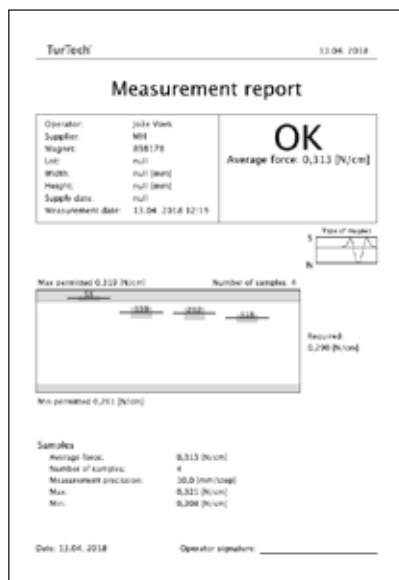 TurTech
13.04. 2018
Measurement report
Operator:
Supplier: MH
Magnet:
Lot: null
Width: null [mm]
Height: null [mm]
Supply date: null
Measurement date: 13.04. 2018 12:19
OK
Average force: 0,313 [N/cm]
Type of magnet
S
N
Max permitted 0,319 [N/cm]
Number of samples: 4
Required:
0,290 [N/cm]
Min permitted 0,261 [N/cm]
Samples
Average force: 0,313 [N/cm]
Number of samples: 4
Measurement precision: 10,0 [mm/step]
Max: 0,321 [N/cm]
Min: 0,308 [N/cm]
Date: 13.04. 2018
Operator signature: